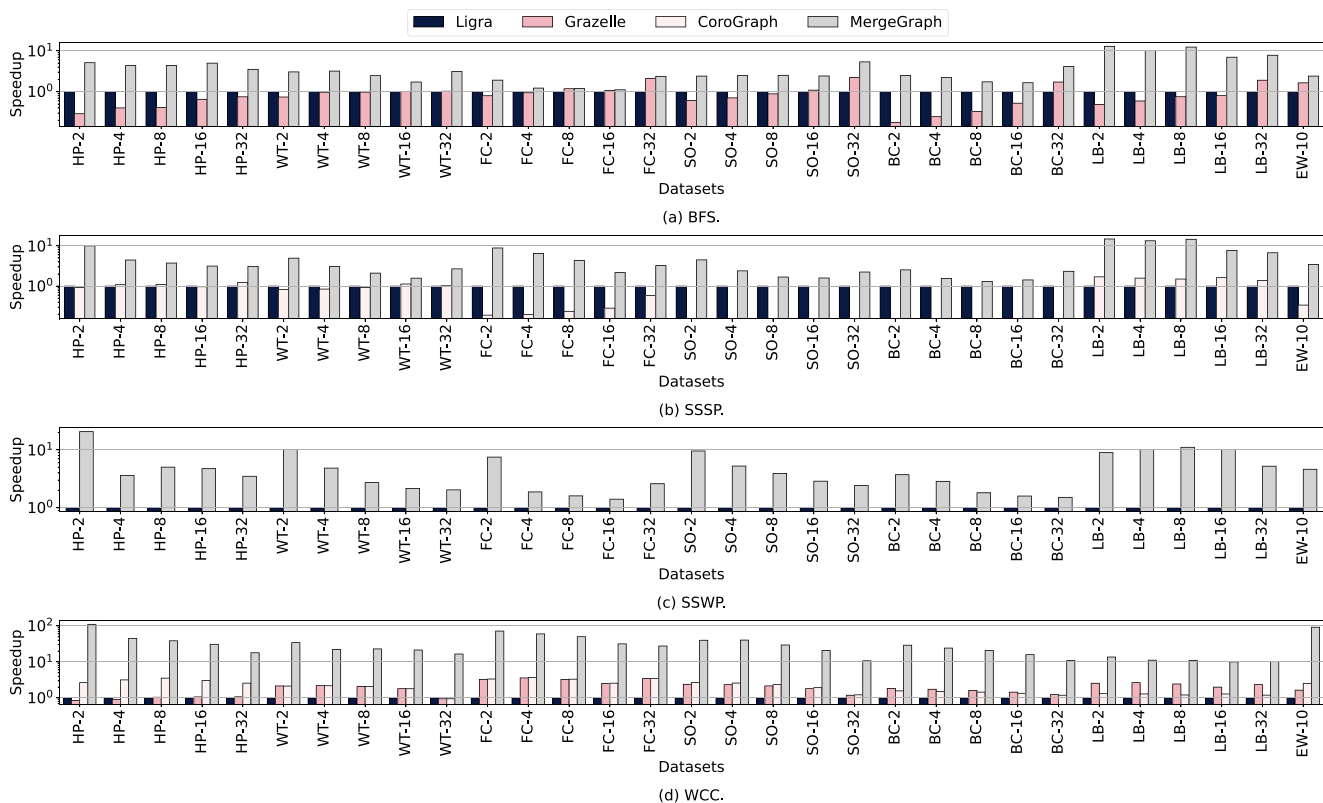 Ligra Grazelle CoroGraph MergeGraph
Speedup
10¹
10⁰
HP-2 HP-4 HP-8 HP-16 HP-32 WT-2 WT-4 WT-8 WT-16 WT-32 FC-2 FC-4 FC-8 FC-16 FC-32 SO-2 SO-4 SO-8 SO-16 SO-32 BC-2 BC-4 BC-8 BC-16 BC-32 LB-2 LB-4 LB-8 LB-16 LB-32 EW-10
Datasets
(a) BFS.
Speedup
10¹
10⁰
HP-2 HP-4 HP-8 HP-16 HP-32 WT-2 WT-4 WT-8 WT-16 WT-32 FC-2 FC-4 FC-8 FC-16 FC-32 SO-2 SO-4 SO-8 SO-16 SO-32 BC-2 BC-4 BC-8 BC-16 BC-32 LB-2 LB-4 LB-8 LB-16 LB-32 EW-10
Datasets
(b) SSSP.
Speedup
10¹
10⁰
HP-2 HP-4 HP-8 HP-16 HP-32 WT-2 WT-4 WT-8 WT-16 WT-32 FC-2 FC-4 FC-8 FC-16 FC-32 SO-2 SO-4 SO-8 SO-16 SO-32 BC-2 BC-4 BC-8 BC-16 BC-32 LB-2 LB-4 LB-8 LB-16 LB-32 EW-10
Datasets
(c) SSWP.
Speedup
10²
10¹
10⁰
HP-2 HP-4 HP-8 HP-16 HP-32 WT-2 WT-4 WT-8 WT-16 WT-32 FC-2 FC-4 FC-8 FC-16 FC-32 SO-2 SO-4 SO-8 SO-16 SO-32 BC-2 BC-4 BC-8 BC-16 BC-32 LB-2 LB-4 LB-8 LB-16 LB-32 EW-10
Datasets
(d) WCC.